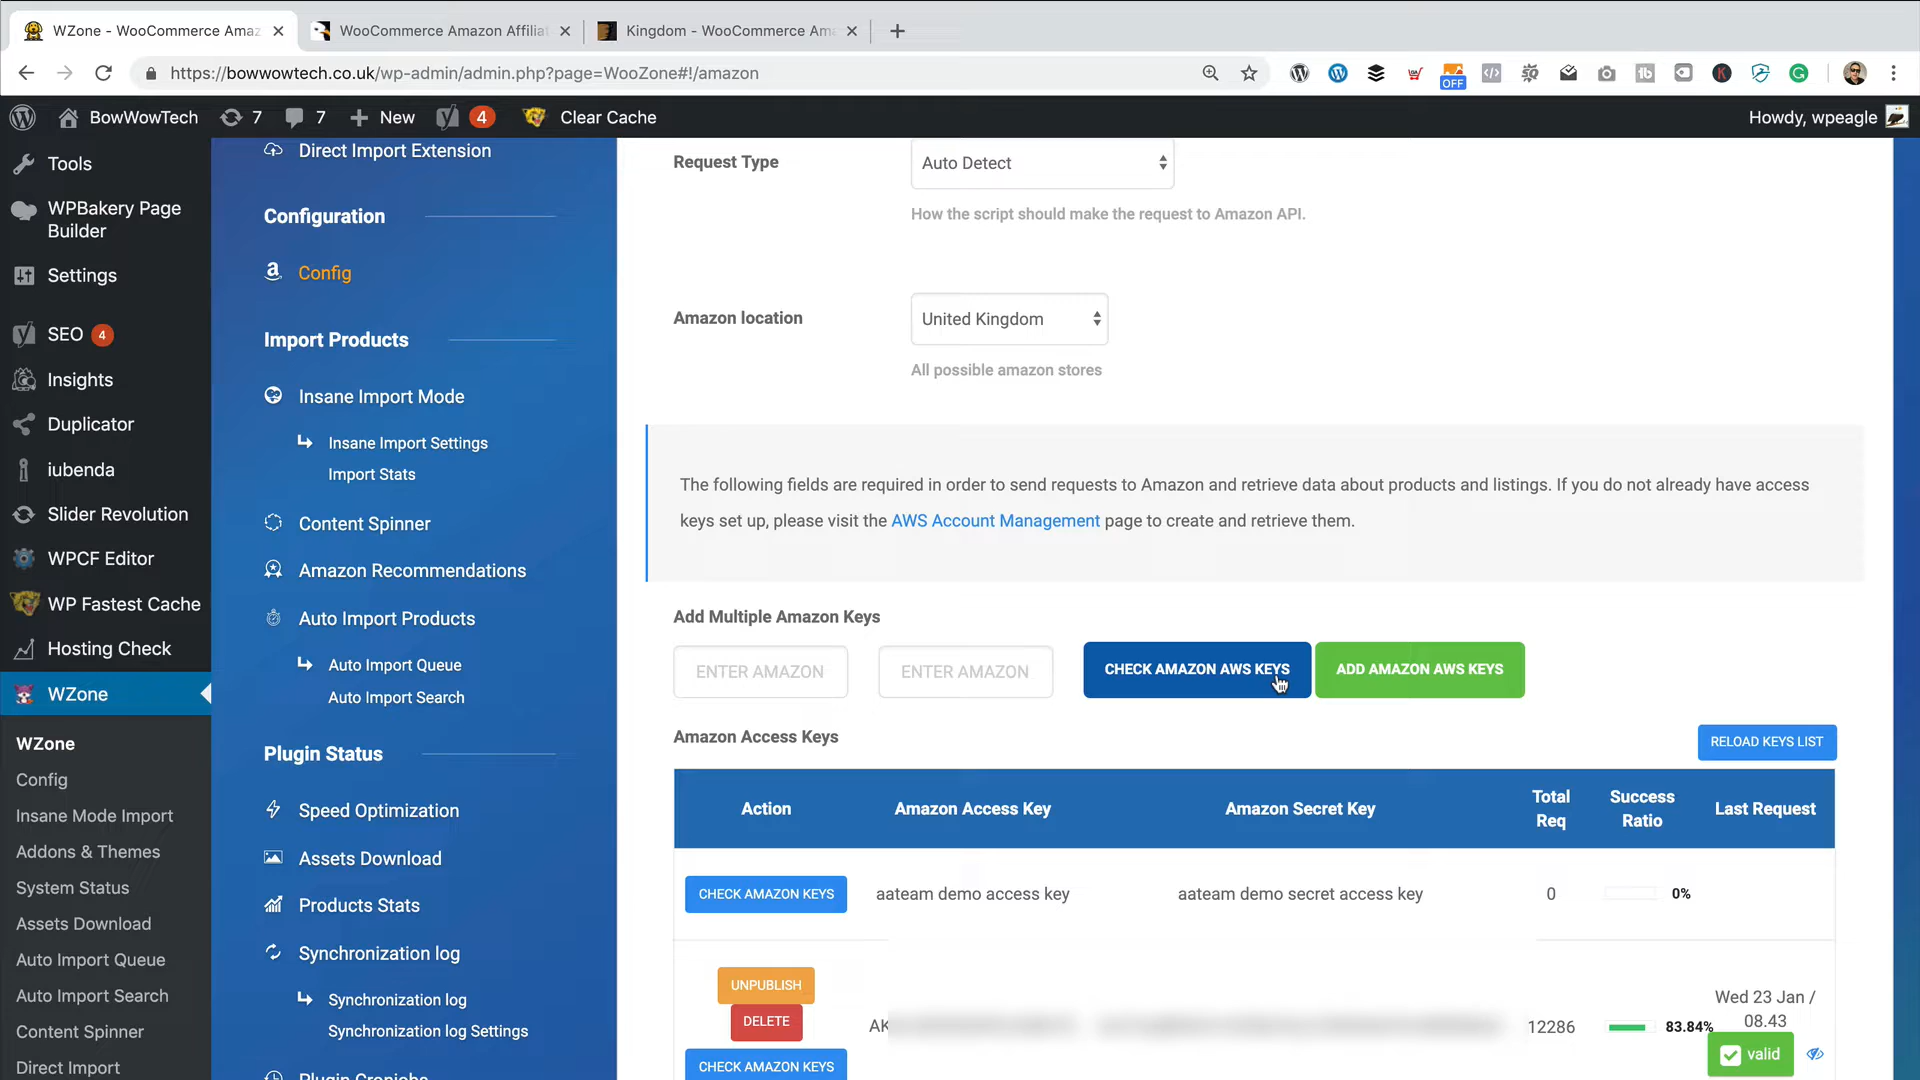 WZone - WooCommerce Amaz
WooCommerce Amazon Affiliat
Kingdom - WooCommerce Am
https://bowwowtech.co.uk/wp-admin/admin.php?page=WooZone#!/amazon
OFF
BowWowTech
7
7
New
4
Clear Cache
Howdy, wpeagle
Tools
WPBakery Page
Builder
Settings
SEO 4
Insights
Duplicator
iubenda
Slider Revolution
WPCF Editor
WP Fastest Cache
Hosting Check
WZone
WZone
Config
Insane Mode Import
Addons & Themes
System Status
Assets Download
Auto Import Queue
Auto Import Search
Content Spinner
Direct Import
Direct Import Extension
Configuration
Config
Import Products
Insane Import Mode
Insane Import Settings
Import Stats
Content Spinner
Amazon Recommendations
Auto Import Products
Auto Import Queue
Auto Import Search
Plugin Status
Speed Optimization
Assets Download
Products Stats
Synchronization log
Synchronization log
Synchronization log Settings
Plugin Cronjobs
Request Type
Auto Detect
How the script should make the request to Amazon API.
Amazon location
United Kingdom
All possible amazon stores
The following fields are required in order to send requests to Amazon and retrieve data about products and listings. If you do not already have access
keys set up, please visit the AWS Account Management page to create and retrieve them.
Add Multiple Amazon Keys
ENTER AMAZON
ENTER AMAZON
CHECK AMAZON AWS KEYS
ADD AMAZON AWS KEYS
Amazon Access Keys
RELOAD KEYS LIST
Action
Amazon Access Key
Amazon Secret Key
Total
Req
Success
Ratio
Last Request
CHECK AMAZON KEYS
aateam demo access key
aateam demo secret access key
0
0%
UNPUBLISH
DELETE
CHECK AMAZON KEYS
AK
12286
83.84%
Wed 23 Jan /
08.43
valid